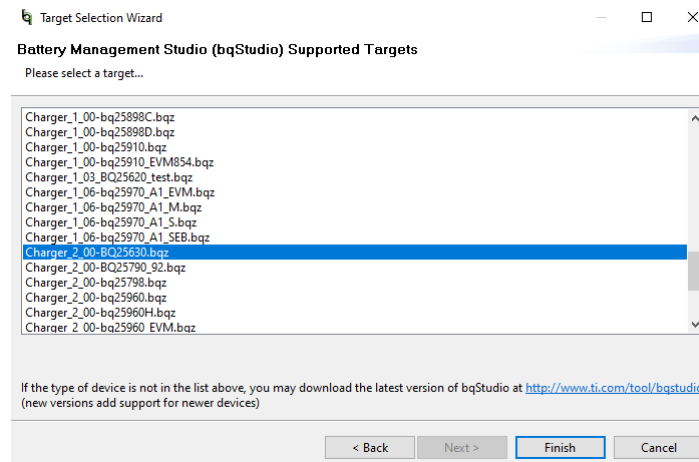 Target Selection Wizard
Battery Management Studio (bqStudio) Supported Targets
Please select a target...
Charger_1_00-bq25898C.bqz
Charger_1_00-bq25898D.bqz
Charger_1_00-bq25910.bqz
Charger_1_00-bq25910_EVM854.bqz
Charger_1_03_BQ25620_test.bqz
Charger_1_06-bq25970_A1_EVM.bqz
Charger_1_06-bq25970_A1_M.bqz
Charger_1_06-bq25970_A1_S.bqz
Charger_1_06-bq25970_A1_SEB.bqz
Charger_2_00-BQ25630.bqz
Charger_2_00-BQ25790_92.bqz
Charger_2_00-bq25798.bqz
Charger_2_00-bq25960.bqz
Charger_2_00-bq25960H.bqz
Charger_2_00-bq25960_EVM.bqz
If the type of device is not in the list above, you may download the latest version of bqStudio at http://www.ti.com/tool/bqstudio
(new versions add support for newer devices)
< Back Next > Finish Cancel